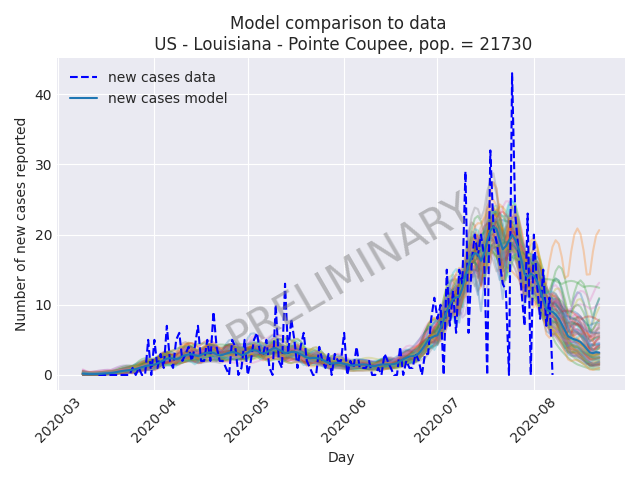 Model comparison to data
US - Louisiana - Pointe Coupee, pop. = 21730
new cases data
new cases model
PRELIMINARY
Number of new cases reported
40
30
20
10
0
2020-03
2020-04
2020-05
2020-06
2020-07
2020-08
Day